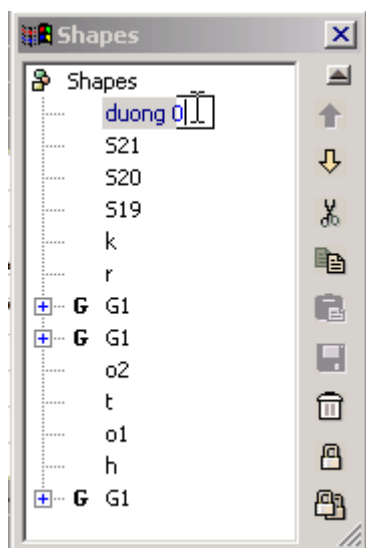 Shapes
Shapes
duong 0
S21
S20
S19
k
r
G G1
G G1
o2
t
o1
h
G G1